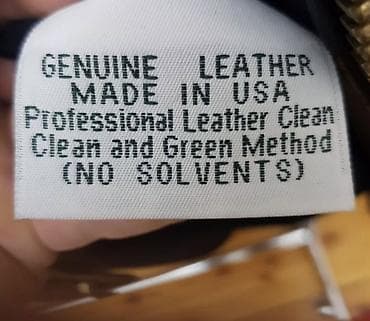 GENUINE LEATHER
MADE IN USA
Professional Leather Clean
Clean and Green Method
(NO SOLVENTS)